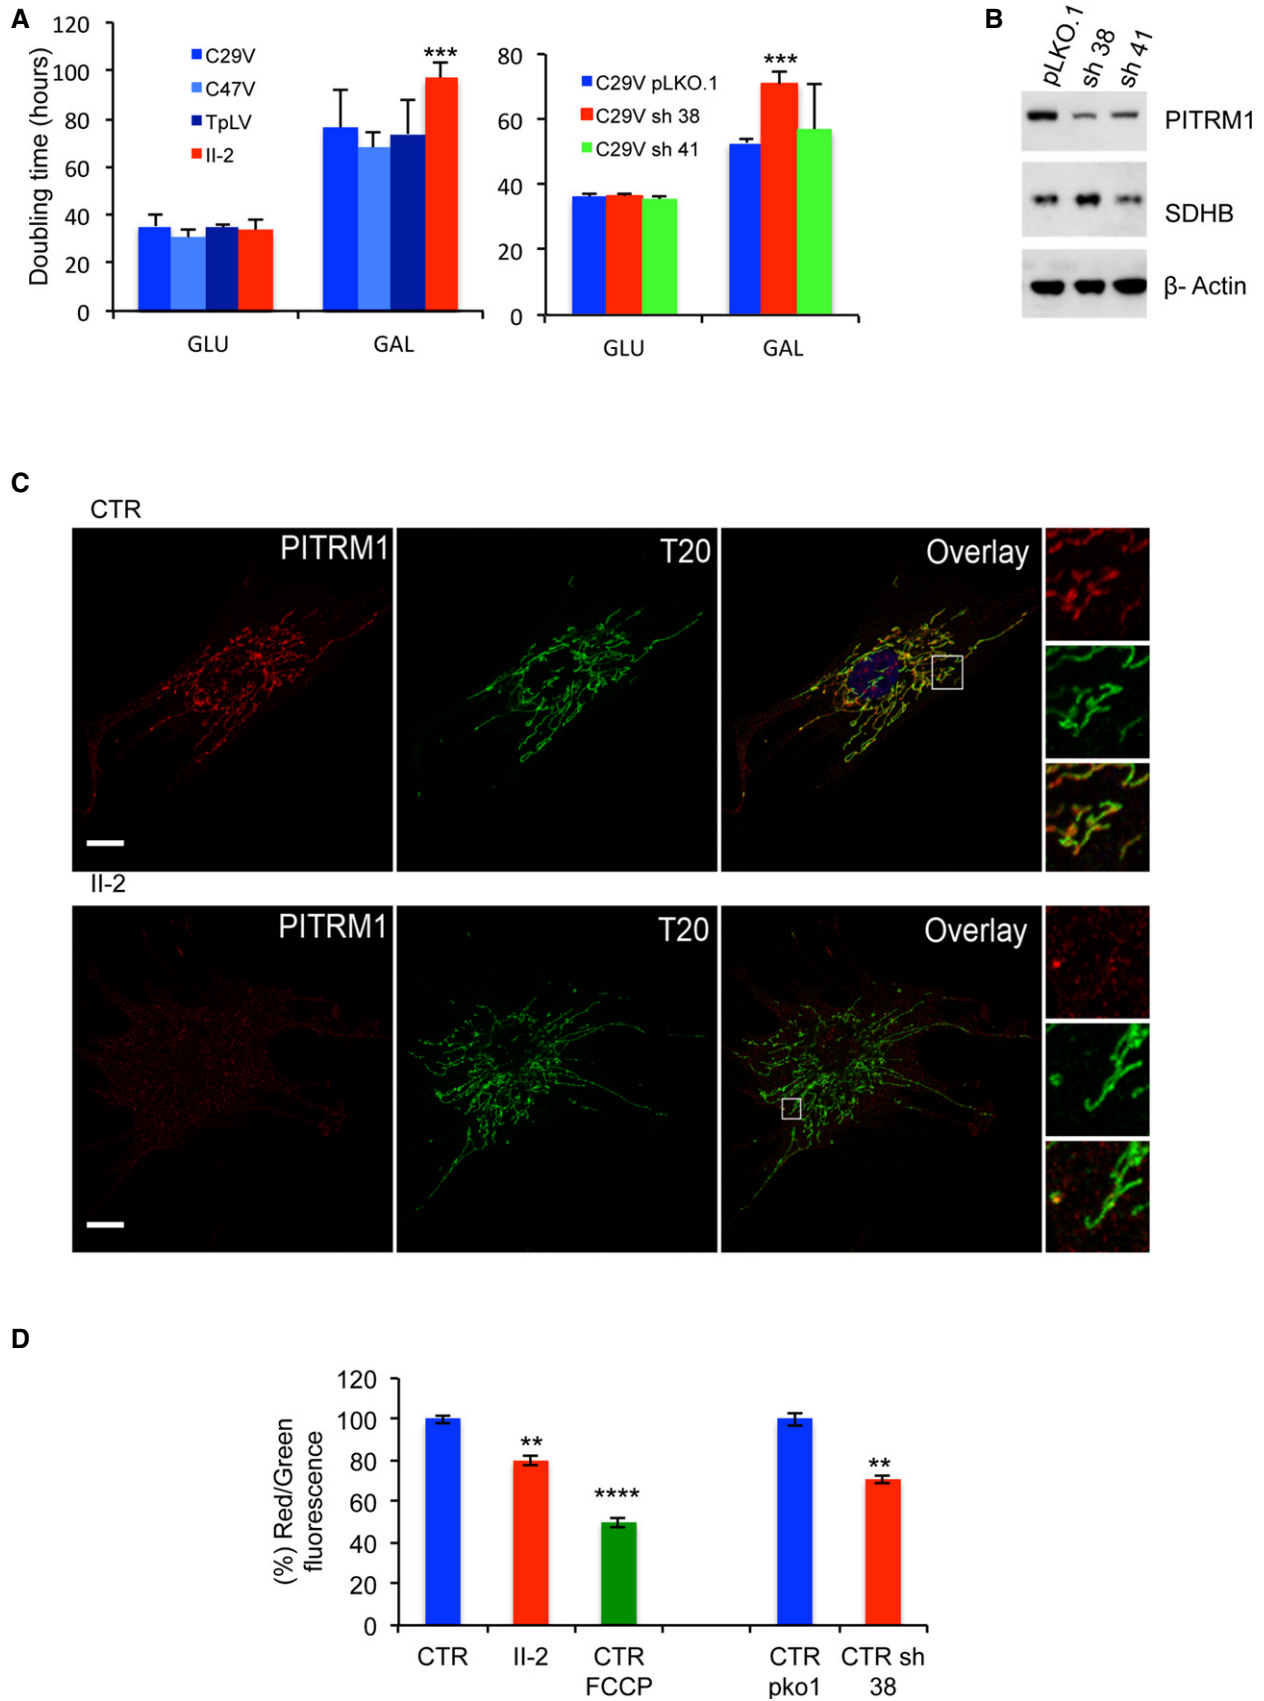 A
Doubling time (hours)
120
100
80
60
40
20
0
C29V
C47V
TpLV
II-2
***
GLU
GAL
80
60
40
20
0
C29V pLKO.1
C29V sh 38
C29V sh 41
***
GLU
GAL
B
pLKO.1
sh 38
sh 41
PITRM1
SDHB
β- Actin
C
CTR
PITRM1
T20
Overlay
II-2
PITRM1
T20
Overlay
D
(%) Red/Green
fluorescence
120
100
80
60
40
20
0
**
****
**
CTR
II-2
CTR
FCCP
CTR
pko1
CTR sh
38